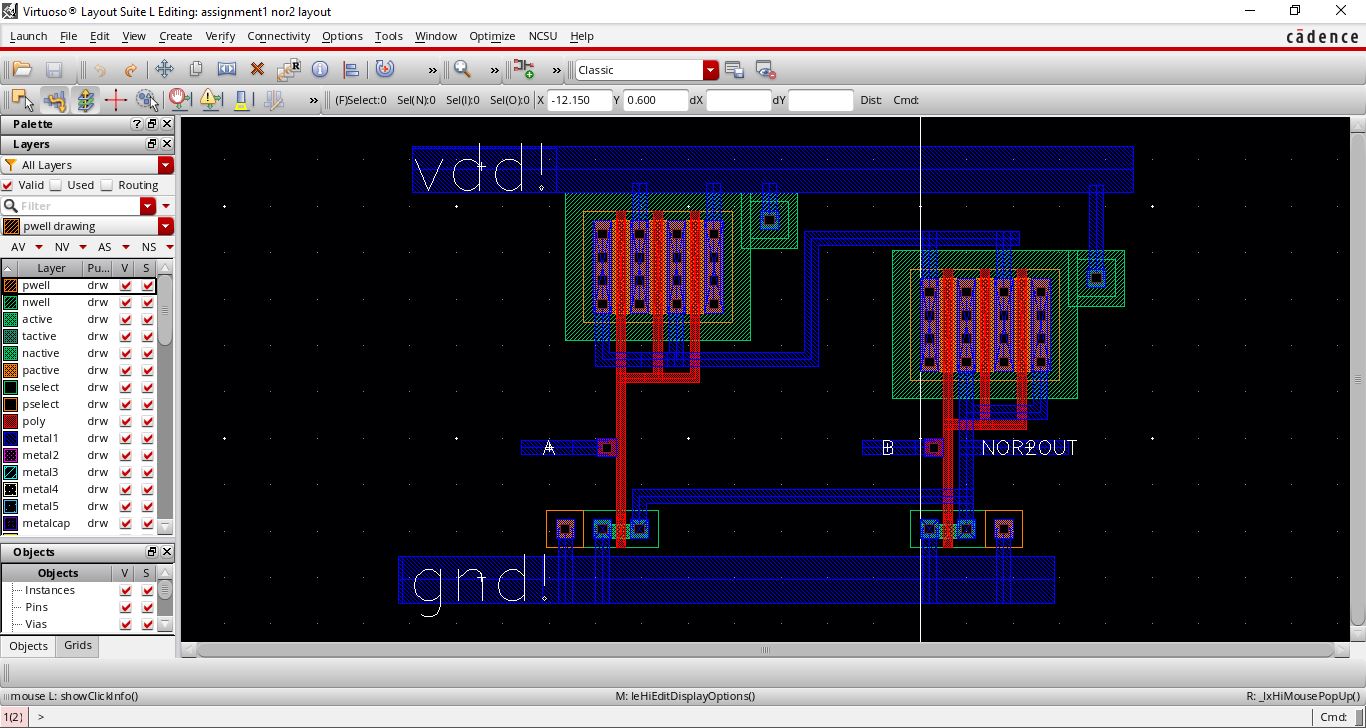 Virtuoso® Layout Suite L Editing: assignment1 nor2 layout
Launch File Edit View Create Verify Connectivity Options Tools Window Optimize NCSU Help
cādence
» » » Classic
» (F)Select:0 Sel(N):0 Sel(I):0 Sel(O):0 X -12.150 Y 0.600 dX dY Dist: Cmd:
Palette
Layers
All Layers
Valid Used Routing
Filter
pwell drawing
AV NV AS NS
Layer Pu... V S
pwell drw
nwell drw
active drw
tactive drw
nactive drw
pactive drw
nselect drw
pselect drw
poly drw
metal1 drw
metal2 drw
metal3 drw
metal4 drw
metal5 drw
metalcap drw
Objects
Objects V S
Instances
Pins
Vias
Objects Grids
vdd!
A
B
NOR2OUT
gnd!
mouse L: showClickInfo() M: leHiEditDisplayOptions() R: _lxHiMousePopUp()
1(2) > Cmd: